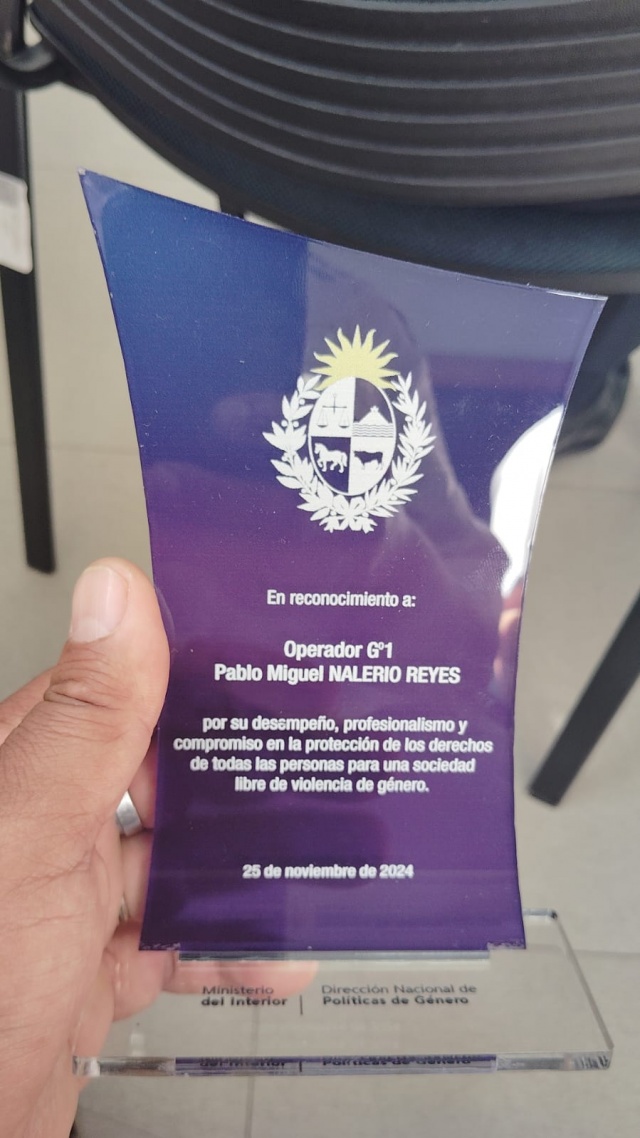 En reconocimiento a:
Operador Gº1
Pablo Miguel NALERIO REYES
por su desempeño, profesionalismo y
compromiso en la protección de los derechos
de todas las personas para una sociedad
libre de violencia de género.
25 de noviembre de 2024
Ministerio
del Interior
Dirección Nacional de
Políticas de Género